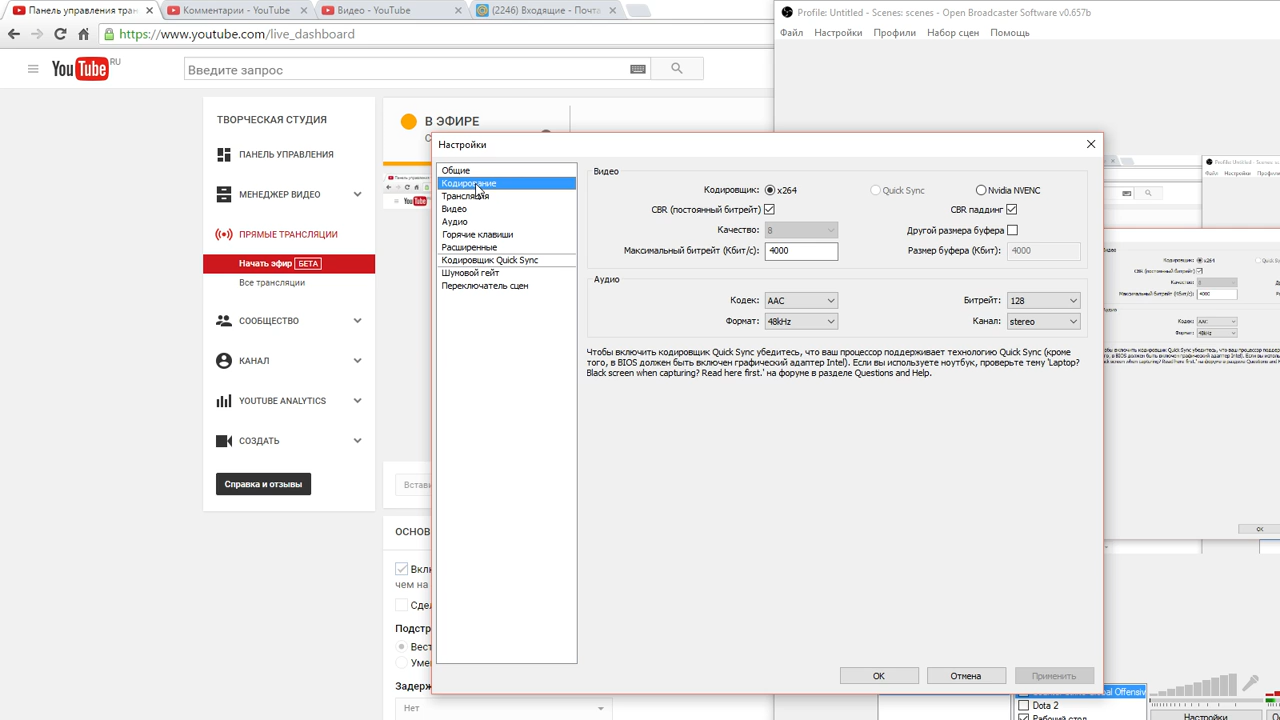 Панель управления тран
Комментарии - YouTube
Видео - YouTube
(2246) Входящие - Почта
https://www.youtube.com/live_dashboard
YouTube RU
Введите запрос
ТВОРЧЕСКАЯ СТУДИЯ
ПАНЕЛЬ УПРАВЛЕНИЯ
МЕНЕДЖЕР ВИДЕО
ПРЯМЫЕ ТРАНСЛЯЦИИ
Начать эфир БЕТА
Все трансляции
СООБЩЕСТВО
КАНАЛ
YOUTUBE ANALYTICS
СОЗДАТЬ
Справка и отзывы
В ЭФИРЕ
Встави
ОСНОВ
Вклю
чем на
Сдел
Подстр
Вест
Умен
Задерж
Нет
Profile: Untitled - Scenes: scenes - Open Broadcaster Software v0.657b
Файл Настройки Профили Набор сцен Помощь
Настройки
Общие
Кодирование
Трансляция
Видео
Аудио
Горячие клавиши
Расширенные
Кодировщик Quick Sync
Шумовой гейт
Переключатель сцен
Видео
Кодировщик: x264 Quick Sync Nvidia NVENC
CBR (постоянный битрейт) CBR паддинг
Качество: 8 Другой размера буфера
Максимальный битрейт (Кбит/с): 4000 Размер буфера (Кбит): 4000
Аудио
Кодек: AAC Битрейт: 128
Формат: 48kHz Канал: stereo
Чтобы включить кодировщик Quick Sync убедитесь, что ваш процессор поддерживает технологию Quick Sync (кроме
того, в BIOS должен быть включен графический адаптер Intel). Если вы используете ноутбук, проверьте тему 'Laptop?
Black screen when capturing? Read here first.' на форуме в разделе Questions and Help.
OK Отмена Применить
Dota 2
Рабочий стол
Настройки